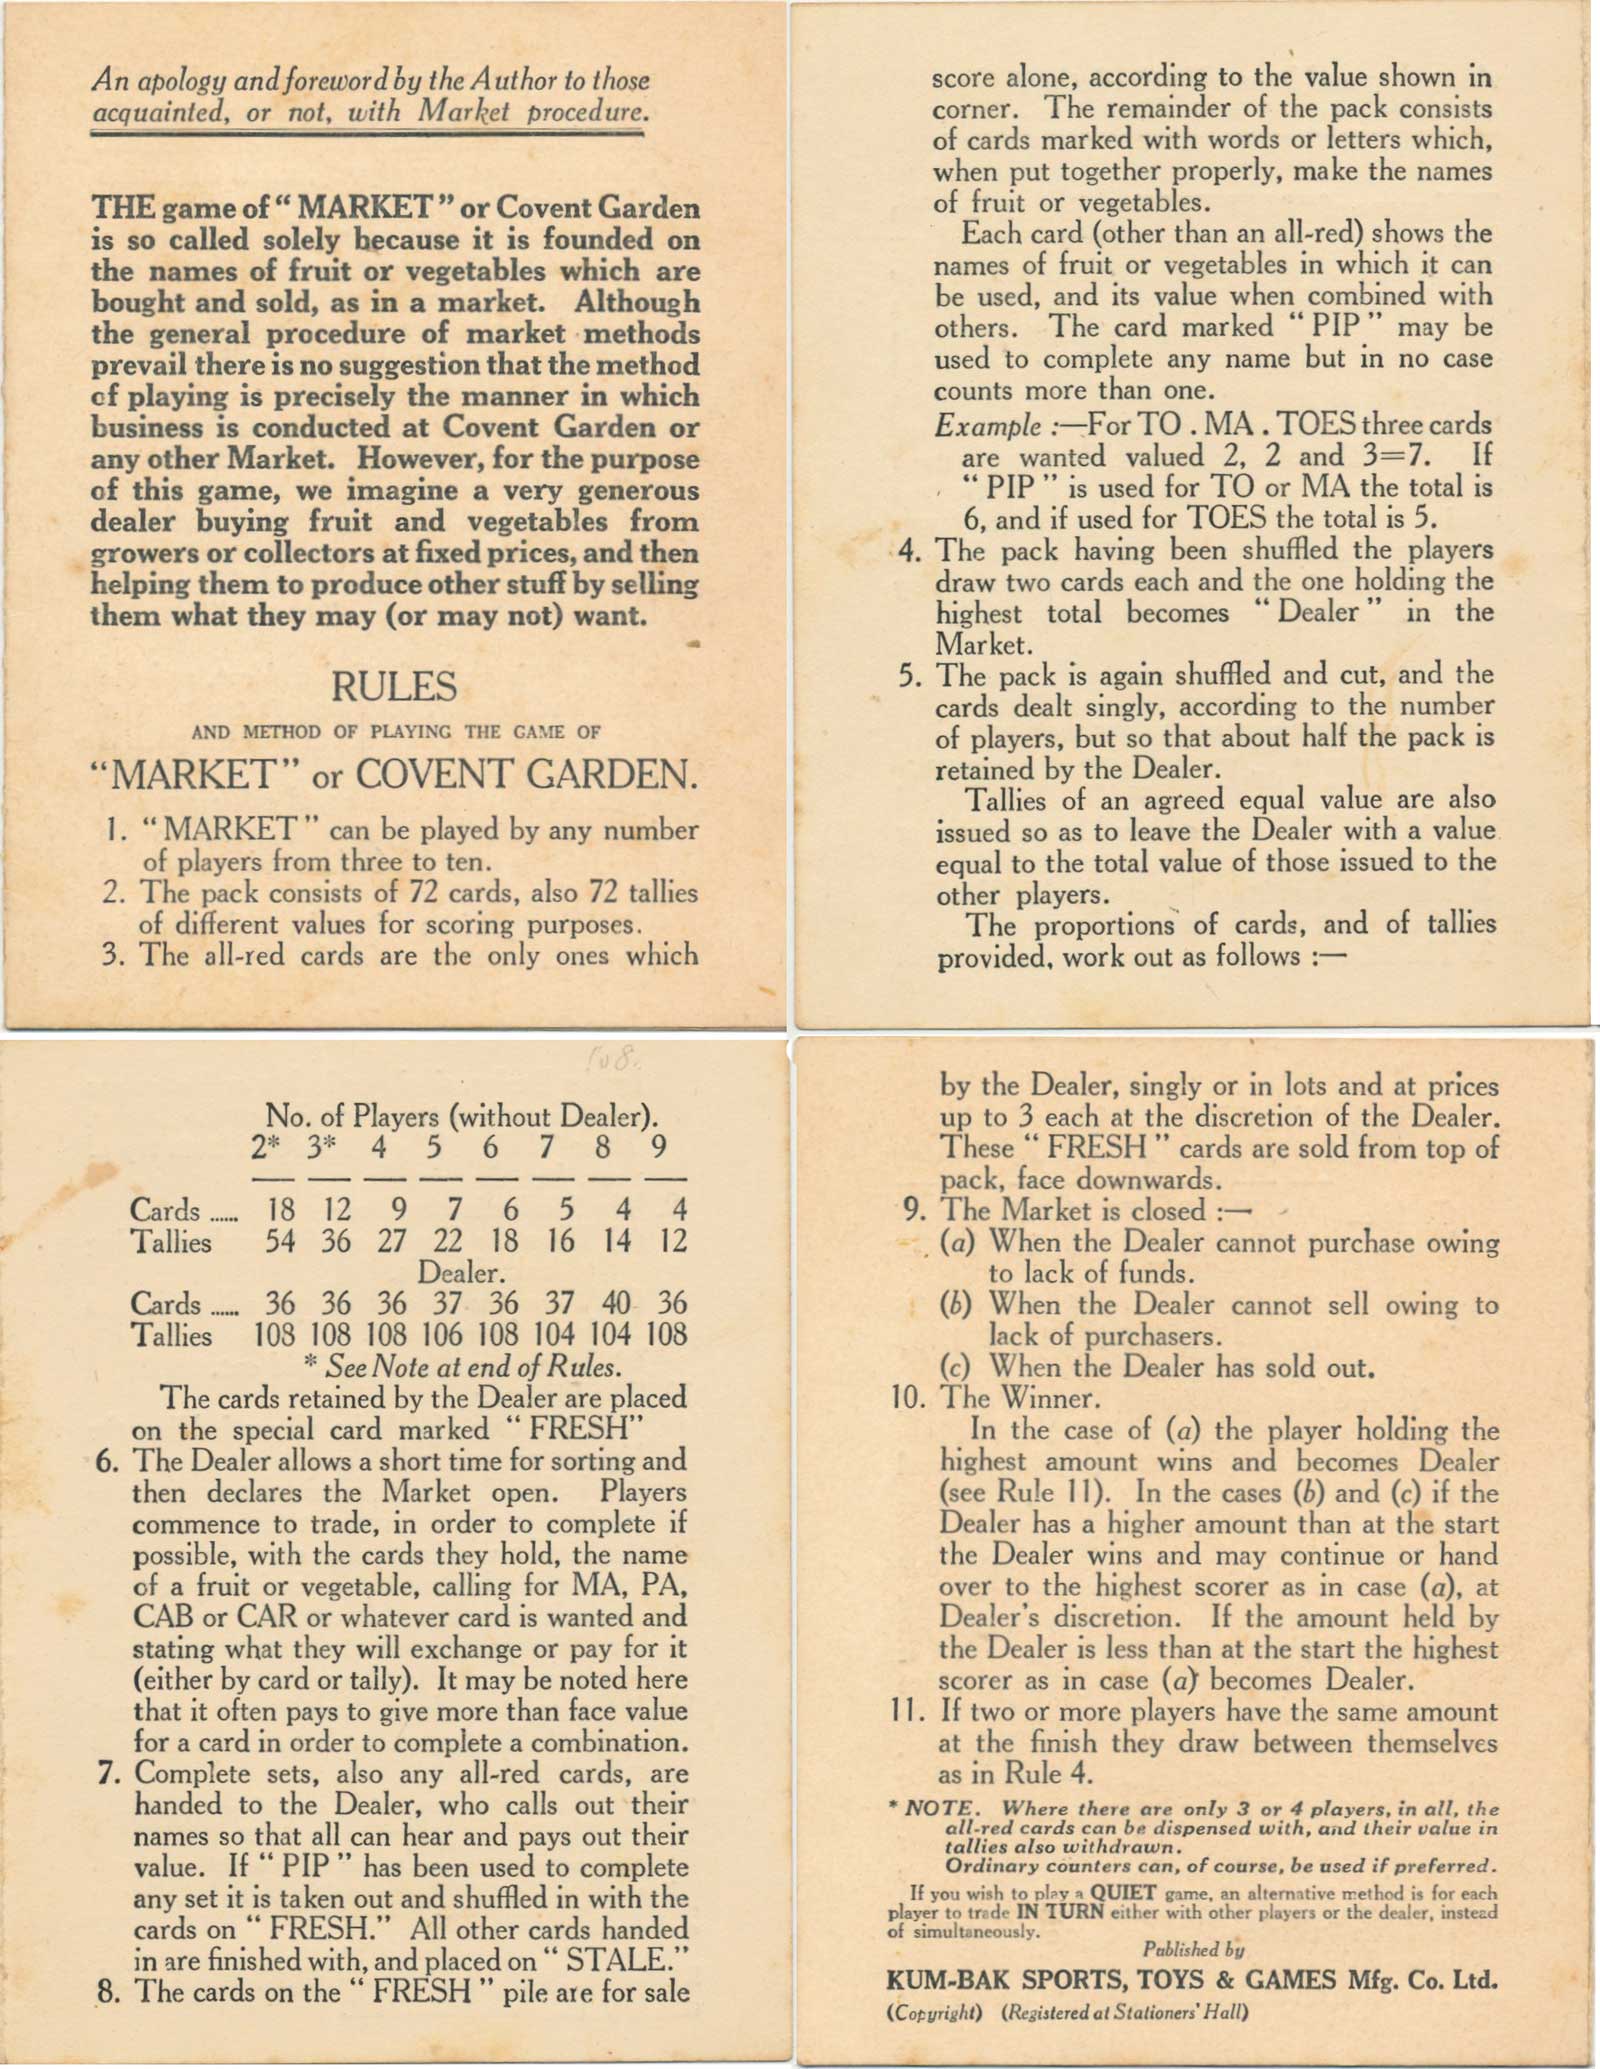 An apology and foreword by the Author to those
acquainted, or not, with Market procedure.
THE game of "MARKET" or Covent Garden
is so called solely because it is founded on
the names of fruit or vegetables which are
bought and sold, as in a market. Although
the general procedure of market methods
prevail there is no suggestion that the method
of playing is precisely the manner in which
business is conducted at Covent Garden or
any other Market. However, for the purpose
of this game, we imagine a very generous
dealer buying fruit and vegetables from
growers or collectors at fixed prices, and then
helping them to produce other stuff by selling
them what they may (or may not) want.
RULES
AND METHOD OF PLAYING THE GAME OF
"MARKET" or COVENT GARDEN.
1. "MARKET" can be played by any number
of players from three to ten.
2. The pack consists of 72 cards, also 72 tallies
of different values for scoring purposes.
3. The all-red cards are the only ones which
score alone, according to the value shown in
corner. The remainder of the pack consists
of cards marked with words or letters which,
when put together properly, make the names
of fruit or vegetables.
Each card (other than an all-red) shows the
names of fruit or vegetables in which it can
be used, and its value when combined with
others. The card marked "PIP" may be
used to complete any name but in no case
counts more than one.
Example :—For TO . MA . TOES three cards
are wanted valued 2, 2 and 3=7. If
"PIP" is used for TO or MA the total is
6, and if used for TOES the total is 5.
4. The pack having been shuffled the players
draw two cards each and the one holding the
highest total becomes "Dealer" in the
Market.
5. The pack is again shuffled and cut, and the
cards dealt singly, according to the number
of players, but so that about half the pack is
retained by the Dealer.
Tallies of an agreed equal value are also
issued so as to leave the Dealer with a value
equal to the total value of those issued to the
other players.
The proportions of cards, and of tallies
provided, work out as follows :—
No. of Players (without Dealer).
2* 3* 4 5 6 7 8 9
Cards ...... 18 12 9 7 6 5 4 4
Tallies 54 36 27 22 18 16 14 12
Dealer.
Cards ...... 36 36 36 37 36 37 40 36
Tallies 108 108 108 106 108 104 104 108
* See Note at end of Rules.
The cards retained by the Dealer are placed
on the special card marked "FRESH"
6. The Dealer allows a short time for sorting and
then declares the Market open. Players
commence to trade, in order to complete if
possible, with the cards they hold, the name
of a fruit or vegetable, calling for MA, PA,
CAB or CAR or whatever card is wanted and
stating what they will exchange or pay for it
(either by card or tally). It may be noted here
that it often pays to give more than face value
for a card in order to complete a combination.
7. Complete sets, also any all-red cards, are
handed to the Dealer, who calls out their
names so that all can hear and pays out their
value. If "PIP" has been used to complete
any set it is taken out and shuffled in with the
cards on "FRESH." All other cards handed
in are finished with, and placed on "STALE."
8. The cards on the "FRESH" pile are for sale
by the Dealer, singly or in lots and at prices
up to 3 each at the discretion of the Dealer.
These "FRESH" cards are sold from top of
pack, face downwards.
9. The Market is closed :—
(a) When the Dealer cannot purchase owing
to lack of funds.
(b) When the Dealer cannot sell owing to
lack of purchasers.
(c) When the Dealer has sold out.
10. The Winner.
In the case of (a) the player holding the
highest amount wins and becomes Dealer
(see Rule 11). In the cases (b) and (c) if the
Dealer has a higher amount than at the start
the Dealer wins and may continue or hand
over to the highest scorer as in case (a), at
Dealer's discretion. If the amount held by
the Dealer is less than at the start the highest
scorer as in case (a) becomes Dealer.
11. If two or more players have the same amount
at the finish they draw between themselves
as in Rule 4.
* NOTE. Where there are only 3 or 4 players, in all, the
all-red cards can be dispensed with, and their value in
tallies also withdrawn.
Ordinary counters can, of course, be used if preferred.
If you wish to play a QUIET game, an alternative method is for each
player to trade IN TURN either with other players or the dealer, instead
of simultaneously.
Published by
KUM-BAK SPORTS, TOYS & GAMES Mfg. Co. Ltd.
(Copyright) (Registered at Stationers' Hall)